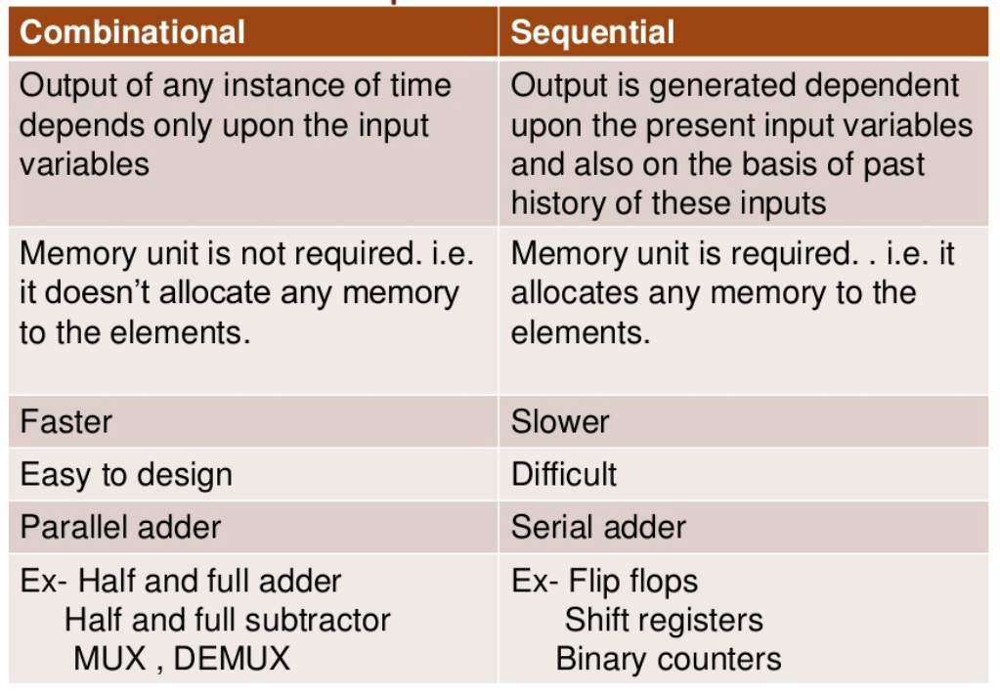 Combinational
Sequential
Output of any instance of time
depends only upon the input
variables
Output is generated dependent
upon the present input variables
and also on the basis of past
history of these inputs
Memory unit is not required. i.e.
it doesn’t allocate any memory
to the elements.
Memory unit is required. . i.e. it
allocates any memory to the
elements.
Faster
Slower
Easy to design
Difficult
Parallel adder
Serial adder
Ex- Half and full adder
Half and full subtractor
MUX , DEMUX
Ex- Flip flops
Shift registers
Binary counters